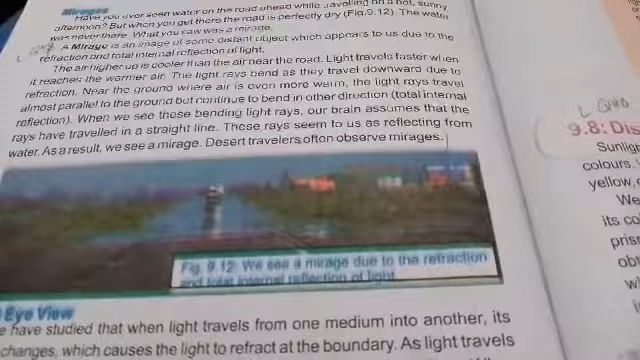 Mirages
Have you ever seen water on the road ahead while travelling on a hot, sunny
afternoon? But when you get there the road is perfectly dry (Fig.9.12). The water
was never there. What you saw was a mirage.
A Mirage is an image of some distant object which appears to us due to the
refraction and total internal reflection of light.
The air higher up is cooler than the air near the road. Light travels faster when
it reaches the warmer air. The light rays bend as they travel downward due to
refraction. Near the ground where air is even more warm, the light rays travel
almost parallel to the ground but continue to bend in other direction (total internal
reflection). When we see these bending light rays, our brain assumes that the
rays have travelled in a straight line. These rays seem to us as reflecting from
water. As a result, we see a mirage. Desert travelers often observe mirages.
Fig. 9.12: We see a mirage due to the refraction
and total internal reflection of light
Eye View
e have studied that when light travels from one medium into another, its
changes, which causes the light to refract at the boundary. As light travels
9.8: Dis
Sunligh
colours.
yellow,
We
its co
pris
obt
w